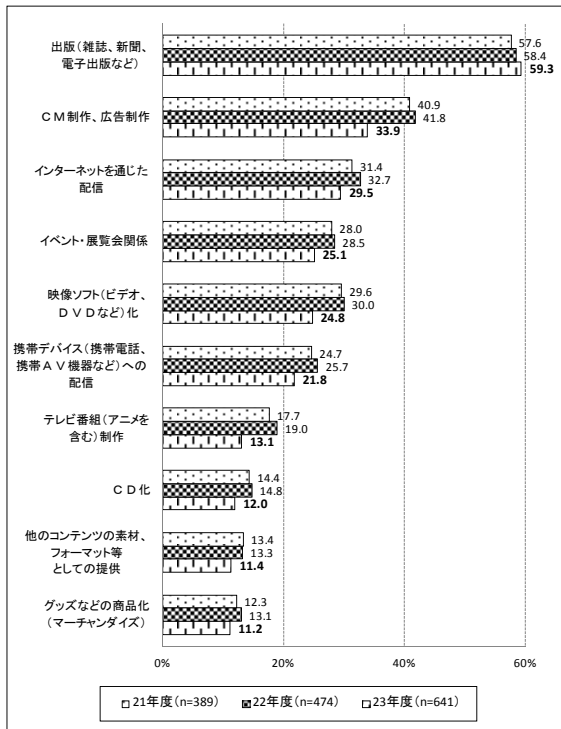 出版(雑誌、新聞、
電子出版など)
57.6
58.4
59.3
CM制作、広告制作
40.9
41.8
33.9
インターネットを通じた
配信
31.4
32.7
29.5
イベント・展覧会関係
28.0
28.5
25.1
映像ソフト(ビデオ、
DVDなど)化
29.6
30.0
24.8
携帯デバイス(携帯電話、
携帯AV機器など)への
配信
24.7
25.7
21.8
テレビ番組(アニメを
含む)制作
17.7
19.0
13.1
CD化
14.4
14.8
12.0
他のコンテンツの素材、
フォーマット等
としての提供
13.4
13.3
11.4
グッズなどの商品化
(マーチャンダイズ)
12.3
13.1
11.2
0% 20% 40% 60%
21年度(n=389) 22年度(n=474) 23年度(n=641)